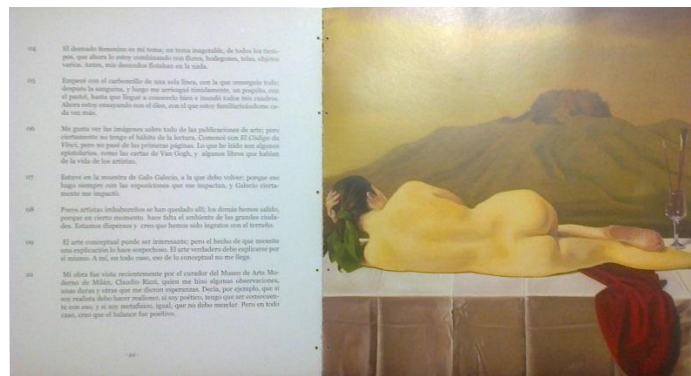 04 El desnudo femenino es mi tema; un tema inagotable, de todos los tiem-
pos, que ahora lo estoy combinando con flores, bodegones, telas, objetos
varios. Antes, mis desnudos flotaban en la nada.
05 Empecé con el carboncillo de una sola línea, con la que conseguía todo;
después la sanguina, y luego me arriesgué tímidamente, un poquito, con
el pastel, hasta que llegué a conocerlo bien e inundó todos mis cuadros.
Ahora estoy ensayando con el óleo, con el que estoy familiarizándome ca-
da vez más.
06 Me gusta ver las imágenes sobre todo de las publicaciones de arte; pero
ciertamente no tengo el hábito de la lectura. Comencé con El Código da
Vinci, pero no pasé de las primeras páginas. Lo que he leído son algunos
epistolarios, como las cartas de Van Gogh, y algunos libros que hablan
de la vida de los artistas.
07 Estuve en la muestra de Galo Galecio, a la que debo volver; porque eso
hago siempre con las exposiciones que me impactan, y Galecio cierta-
mente me impactó.
08 Pocos artistas imbabureños se han quedado allí; los demás hemos salido,
porque en cierto momento hace falta el ambiente de las grandes ciuda-
des. Estamos dispersos y creo que hemos sido ingratos con el terruño.
09 El arte conceptual puede ser interesante; pero el hecho de que necesite
una explicación lo hace sospechoso. El arte verdadero debe explicarse por
sí mismo. A mí, en todo caso, eso de lo conceptual no me llega.
Mi obra fue vista recientemente por el curador del Museo de Arte Mo-
derno de Milán, Claudio Rizzi, quien me hizo algunas observaciones,
unas duras y otras que me dieron esperanzas. Decía, por ejemplo, que si
soy realista debo hacer realismo, si soy poético, tengo que ser consecuen-
te con eso; y si soy metafísico, igual, que no debo mezclar. Pero en todo
caso, creo que el balance fue positivo.